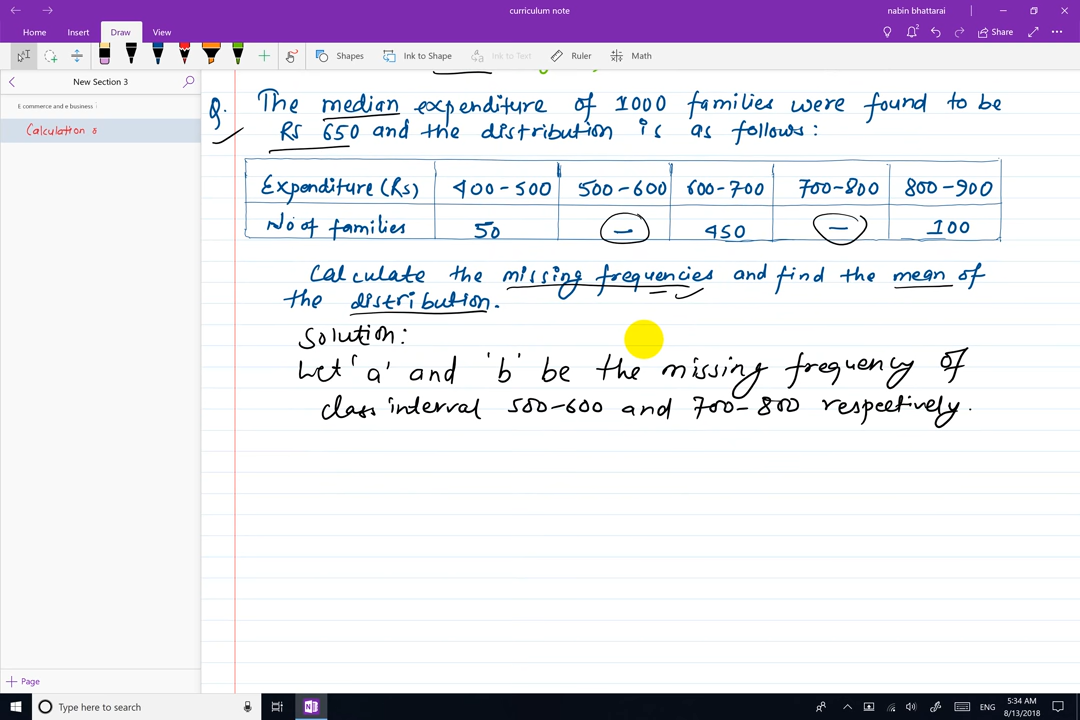 curriculum note
nabin bhattarai
Home Insert Draw View
Share
Shapes Ink to Shape Ink to Text Ruler Math
New Section 3
E commerce and e business
Calculation o
Q. The median expenditure of 1000 families were found to be
Rs 650 and the distribution is as follows:
Expenditure (Rs) 400-500 500-600 600-700 700-800 800-900
No of families 50 - 450 - 100
Calculate the missing frequencies and find the mean of
the distribution.
Solution:
Let 'a' and 'b' be the missing frequency of
class interval 500-600 and 700-800 respectively.
+ Page
Type here to search
ENG
5:34 AM
8/13/2018